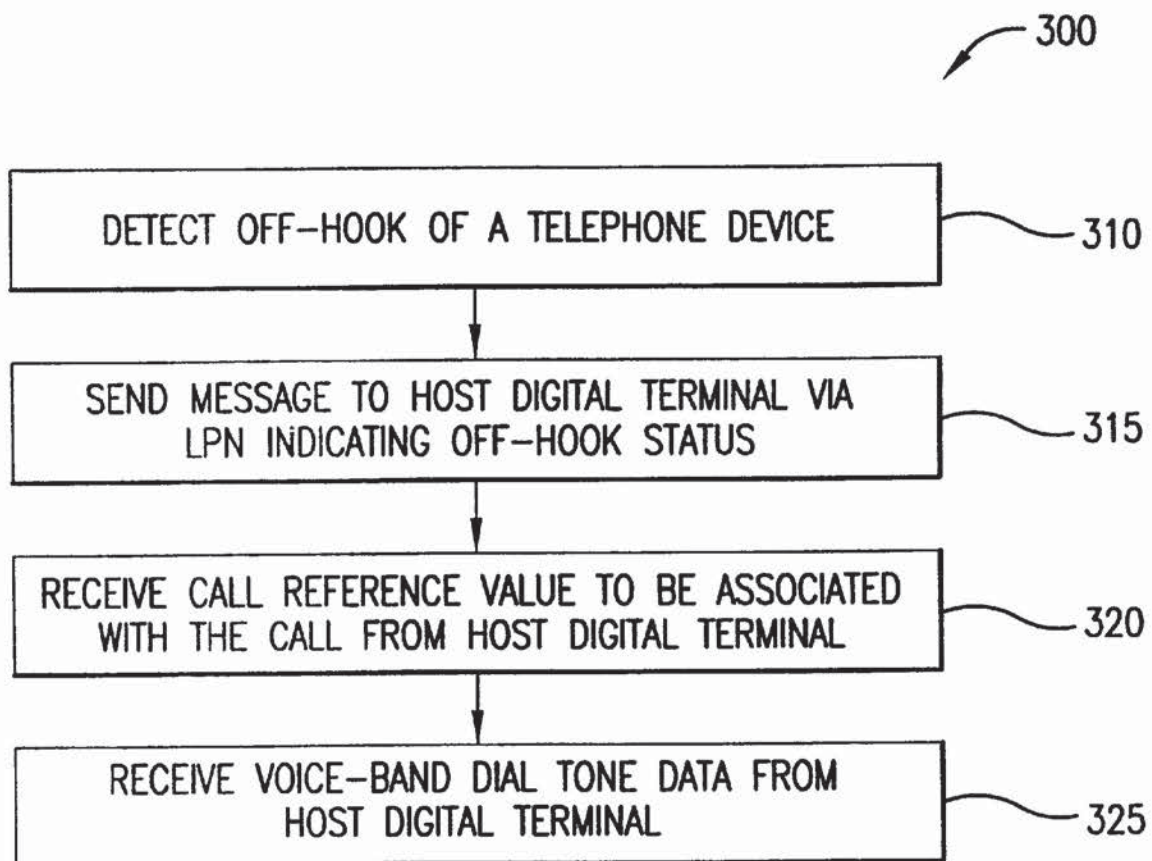 300
DETECT OFF-HOOK OF A TELEPHONE DEVICE
310
SEND MESSAGE TO HOST DIGITAL TERMINAL VIA
LPN INDICATING OFF-HOOK STATUS
315
RECEIVE CALL REFERENCE VALUE TO BE ASSOCIATED
WITH THE CALL FROM HOST DIGITAL TERMINAL
320
RECEIVE VOICE-BAND DIAL TONE DATA FROM
HOST DIGITAL TERMINAL
325